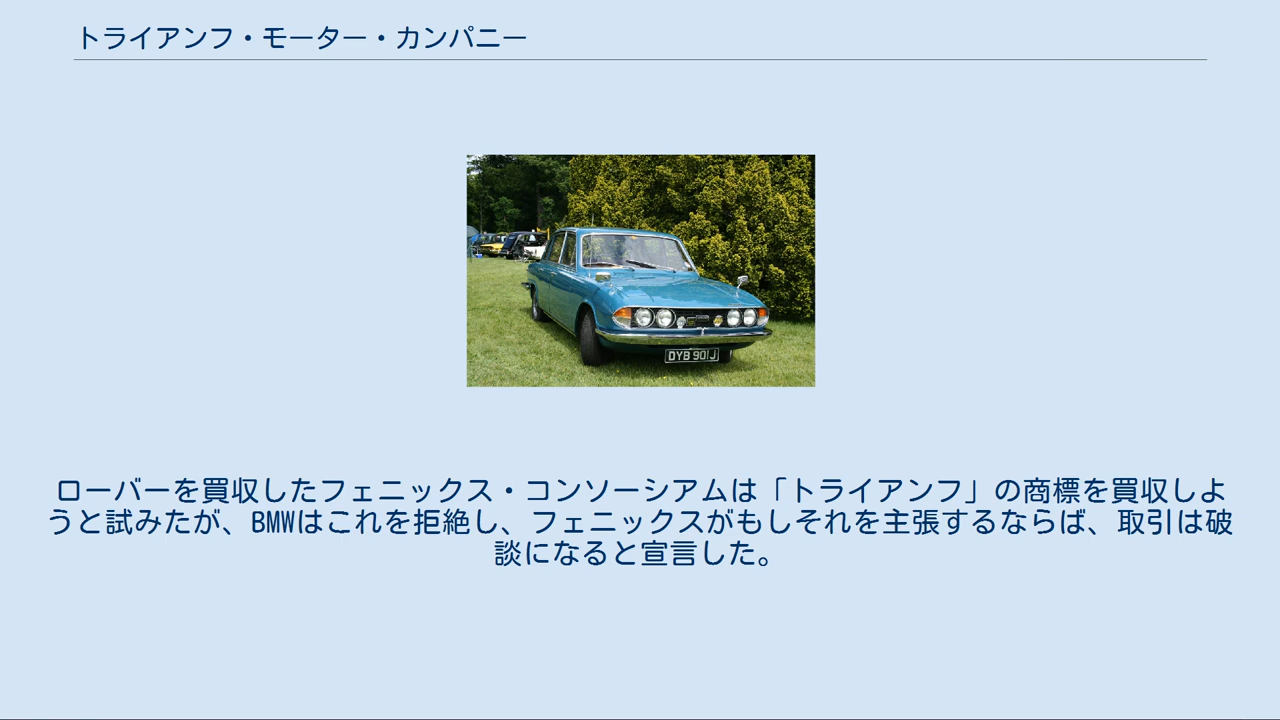 トライアンフ・モーター・カンパニー
DYB 901J
ローバーを買収したフェニックス・コンソーシアムは「トライアンフ」の商標を買収しよ
うと試みたが、BMWはこれを拒絶し、フェニックスがもしそれを主張するならば、取引は破
談になると宣言した。